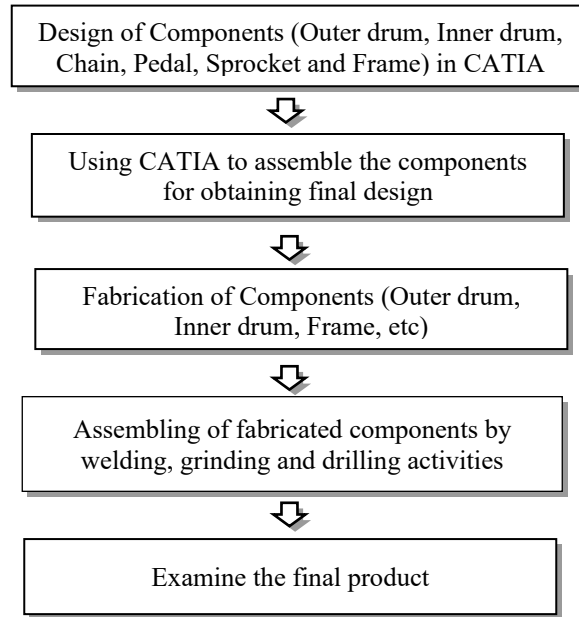 Design of Components (Outer drum, Inner drum,
Chain, Pedal, Sprocket and Frame) in CATIA
Using CATIA to assemble the components
for obtaining final design
Fabrication of Components (Outer drum,
Inner drum, Frame, etc)
Assembling of fabricated components by
welding, grinding and drilling activities
Examine the final product